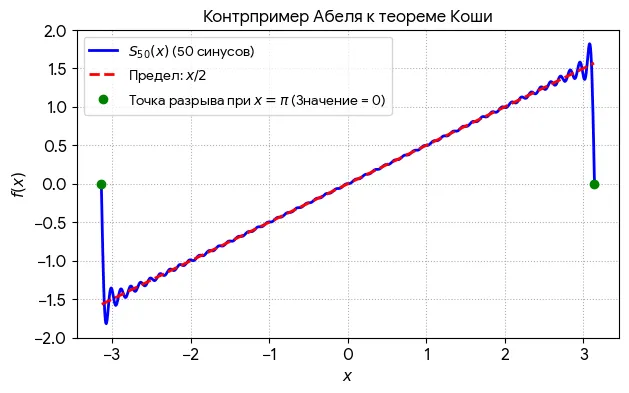 Контрпример Абеля к теореме Коши
S₅₀(x) (50 синусов)
Предел: x/2
Точка разрыва при x = π (Значение = 0)
2.0
1.5
1.0
0.5
0.0
−0.5
−1.0
−1.5
−2.0
f(x)
−3 −2 −1 0 1 2 3
x